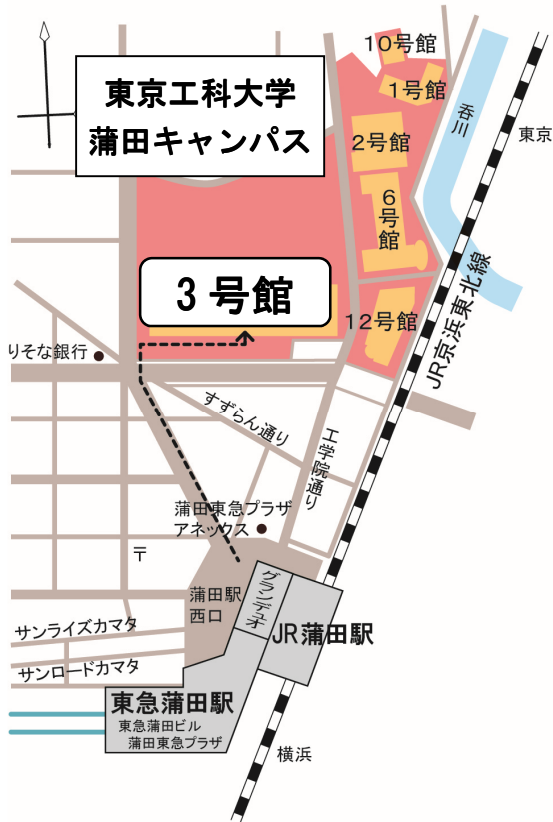 10号館
東京工科大学
蒲田キャンパス
1号館
2号館
呑川
東京
6号館
3号館
JR京浜東北線
12号館
りそな銀行
すずらん通り
工学院通り
蒲田東急プラザ
アネックス
〒
グランデュオ
蒲田駅
西口
JR蒲田駅
サンライズカマタ
サンロードカマタ
東急蒲田駅
東急蒲田ビル
蒲田東急プラザ
横浜